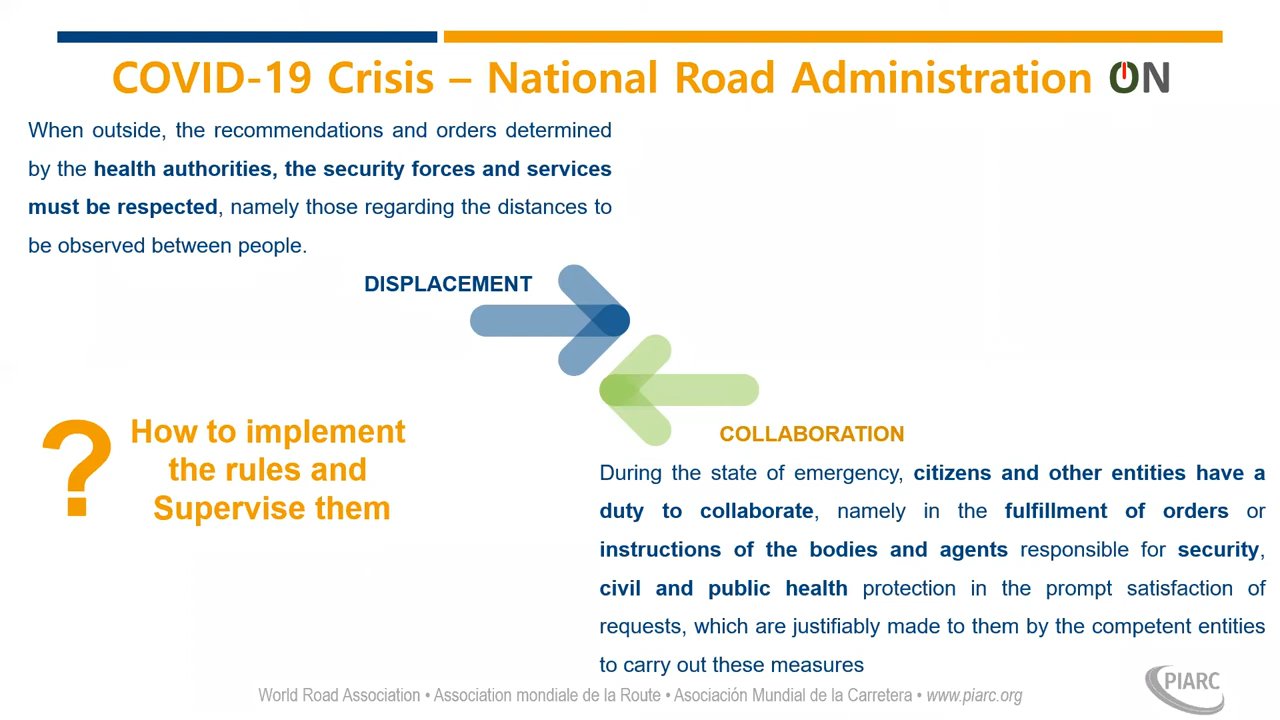 COVID-19 Crisis – National Road Administration ON
When outside, the recommendations and orders determined
by the health authorities, the security forces and services
must be respected, namely those regarding the distances to
be observed between people.
DISPLACEMENT
? How to implement
the rules and
Supervise them
COLLABORATION
During the state of emergency, citizens and other entities have a
duty to collaborate, namely in the fulfillment of orders or
instructions of the bodies and agents responsible for security,
civil and public health protection in the prompt satisfaction of
requests, which are justifiably made to them by the competent entities
to carry out these measures
World Road Association • Association mondiale de la Route • Asociación Mundial de la Carretera • www.piarc.org
PIARC